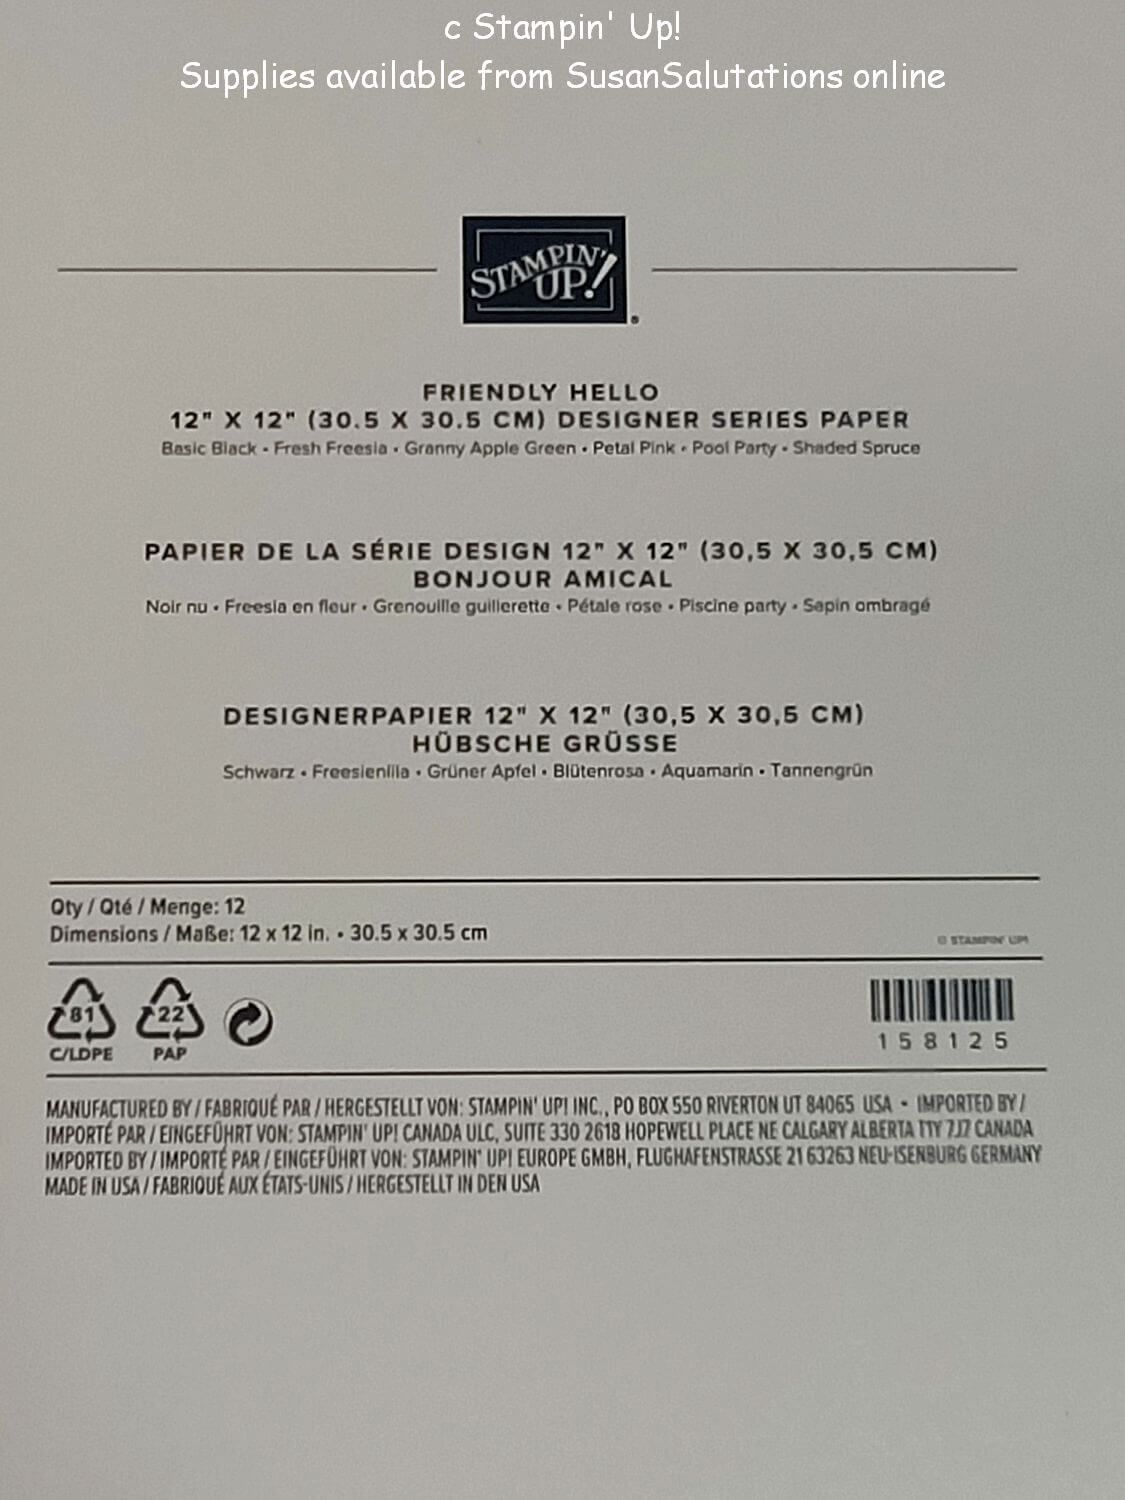 c Stampin' Up!
Supplies available from SusanSalutations online
STAMPIN' UP!®
FRIENDLY HELLO
12" X 12" (30.5 X 30.5 CM) DESIGNER SERIES PAPER
Basic Black • Fresh Freesia • Granny Apple Green • Petal Pink • Pool Party • Shaded Spruce
PAPIER DE LA SÉRIE DESIGN 12" X 12" (30,5 X 30,5 CM)
BONJOUR AMICAL
Noir nu • Freesia en fleur • Grenouille guillerette • Pétale rose • Piscine party • Sapin ombragé
DESIGNERPAPIER 12" X 12" (30,5 X 30,5 CM)
HÜBSCHE GRÜSSE
Schwarz • Freesienlila • Grüner Apfel • Blütenrosa • Aquamarin • Tannengrün
Qty / Qté / Menge: 12
Dimensions / Maße: 12 x 12 in. • 30.5 x 30.5 cm
© STAMPIN' UP!
81
C/LDPE
22
PAP
158125
MANUFACTURED BY / FABRIQUÉ PAR / HERGESTELLT VON: STAMPIN' UP! INC., PO BOX 550 RIVERTON UT 84065 USA • IMPORTED BY /
IMPORTÉ PAR / EINGEFÜHRT VON: STAMPIN' UP! CANADA ULC, SUITE 330 2618 HOPEWELL PLACE NE CALGARY ALBERTA T1Y 7J7 CANADA
IMPORTED BY / IMPORTÉ PAR / EINGEFÜHRT VON: STAMPIN' UP! EUROPE GMBH, FLUGHAFENSTRASSE 21 63263 NEU-ISENBURG GERMANY
MADE IN USA / FABRIQUÉ AUX ÉTATS-UNIS / HERGESTELLT IN DEN USA